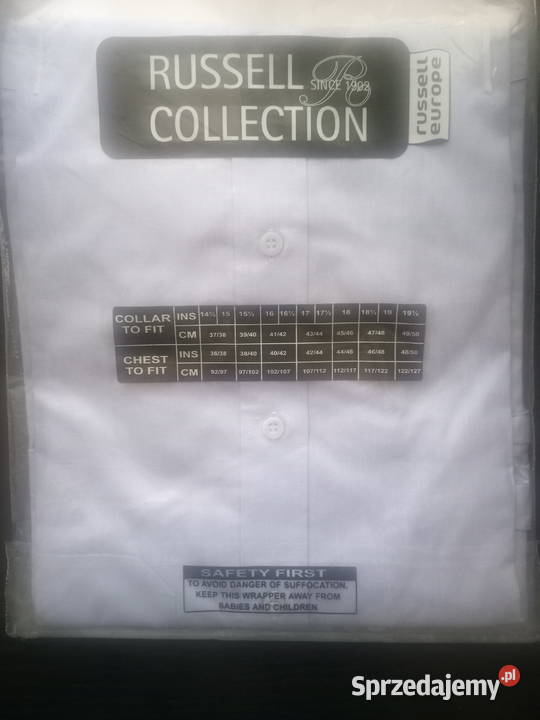 RUSSELL
SINCE 1902
COLLECTION
russell
europe
COLLAR TO FIT INS 14½ 15 15½ 16 16½ 17 17½ 18 18½ 19 19½
CM 37/38 39/40 41/42 43/44 45/46 47/48 49/50
CHEST TO FIT INS 36/38 38/40 40/42 42/44 44/46 46/48 48/50
CM 92/97 97/102 102/107 107/112 112/117 117/122 122/127
SAFETY FIRST
TO AVOID DANGER OF SUFFOCATION.
KEEP THIS WRAPPER AWAY FROM
BABIES AND CHILDREN
Sprzedajemy.pl